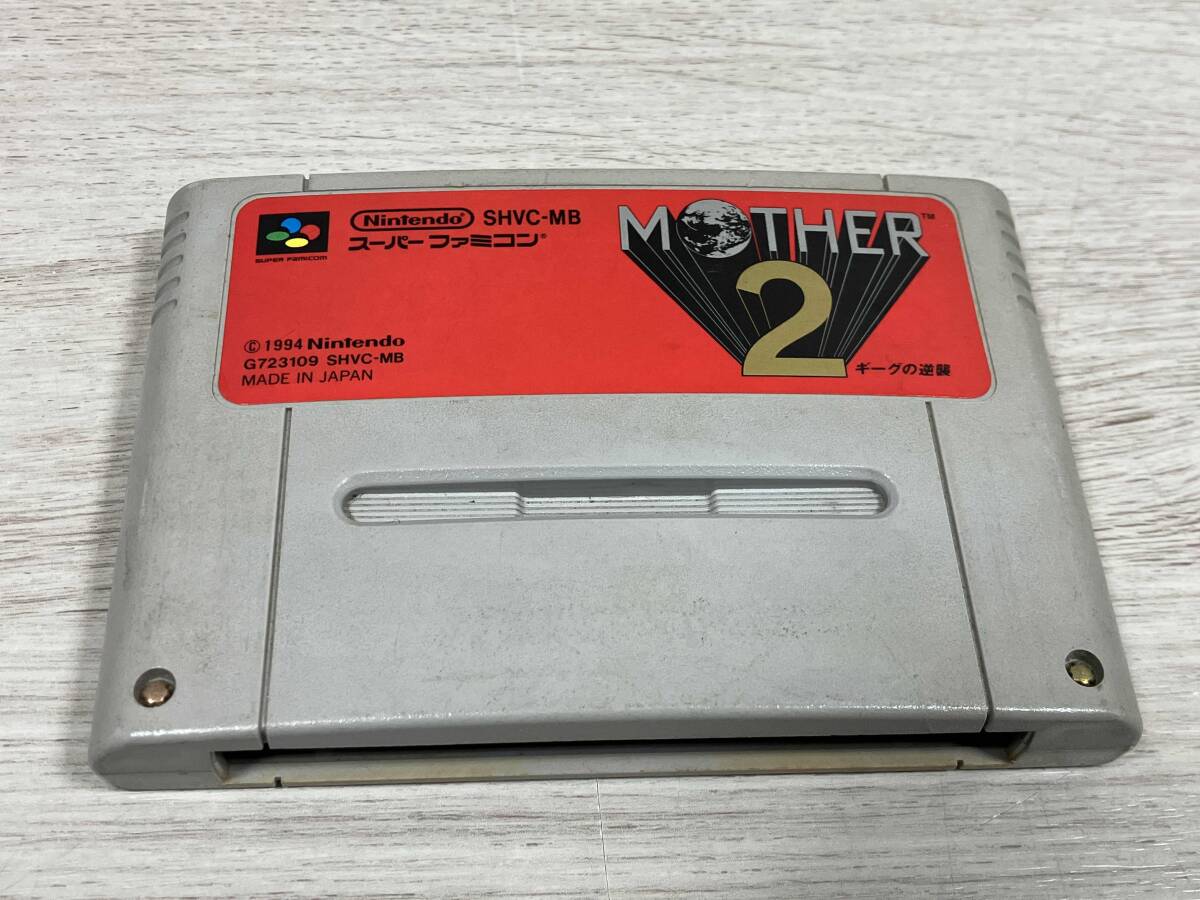 SUPER FAMICOM
Nintendo® SHVC-MB
スーパーファミコン®
© 1994 Nintendo
G723109 SHVC-MB
MADE IN JAPAN
MOTHER™
2
ギーグの逆襲